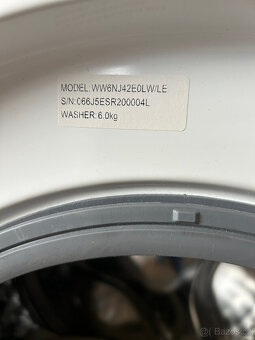 MODEL: WW6NJ42E0LW/LE
S/N: 066J5ESR200004L
WASHER: 6.0kg